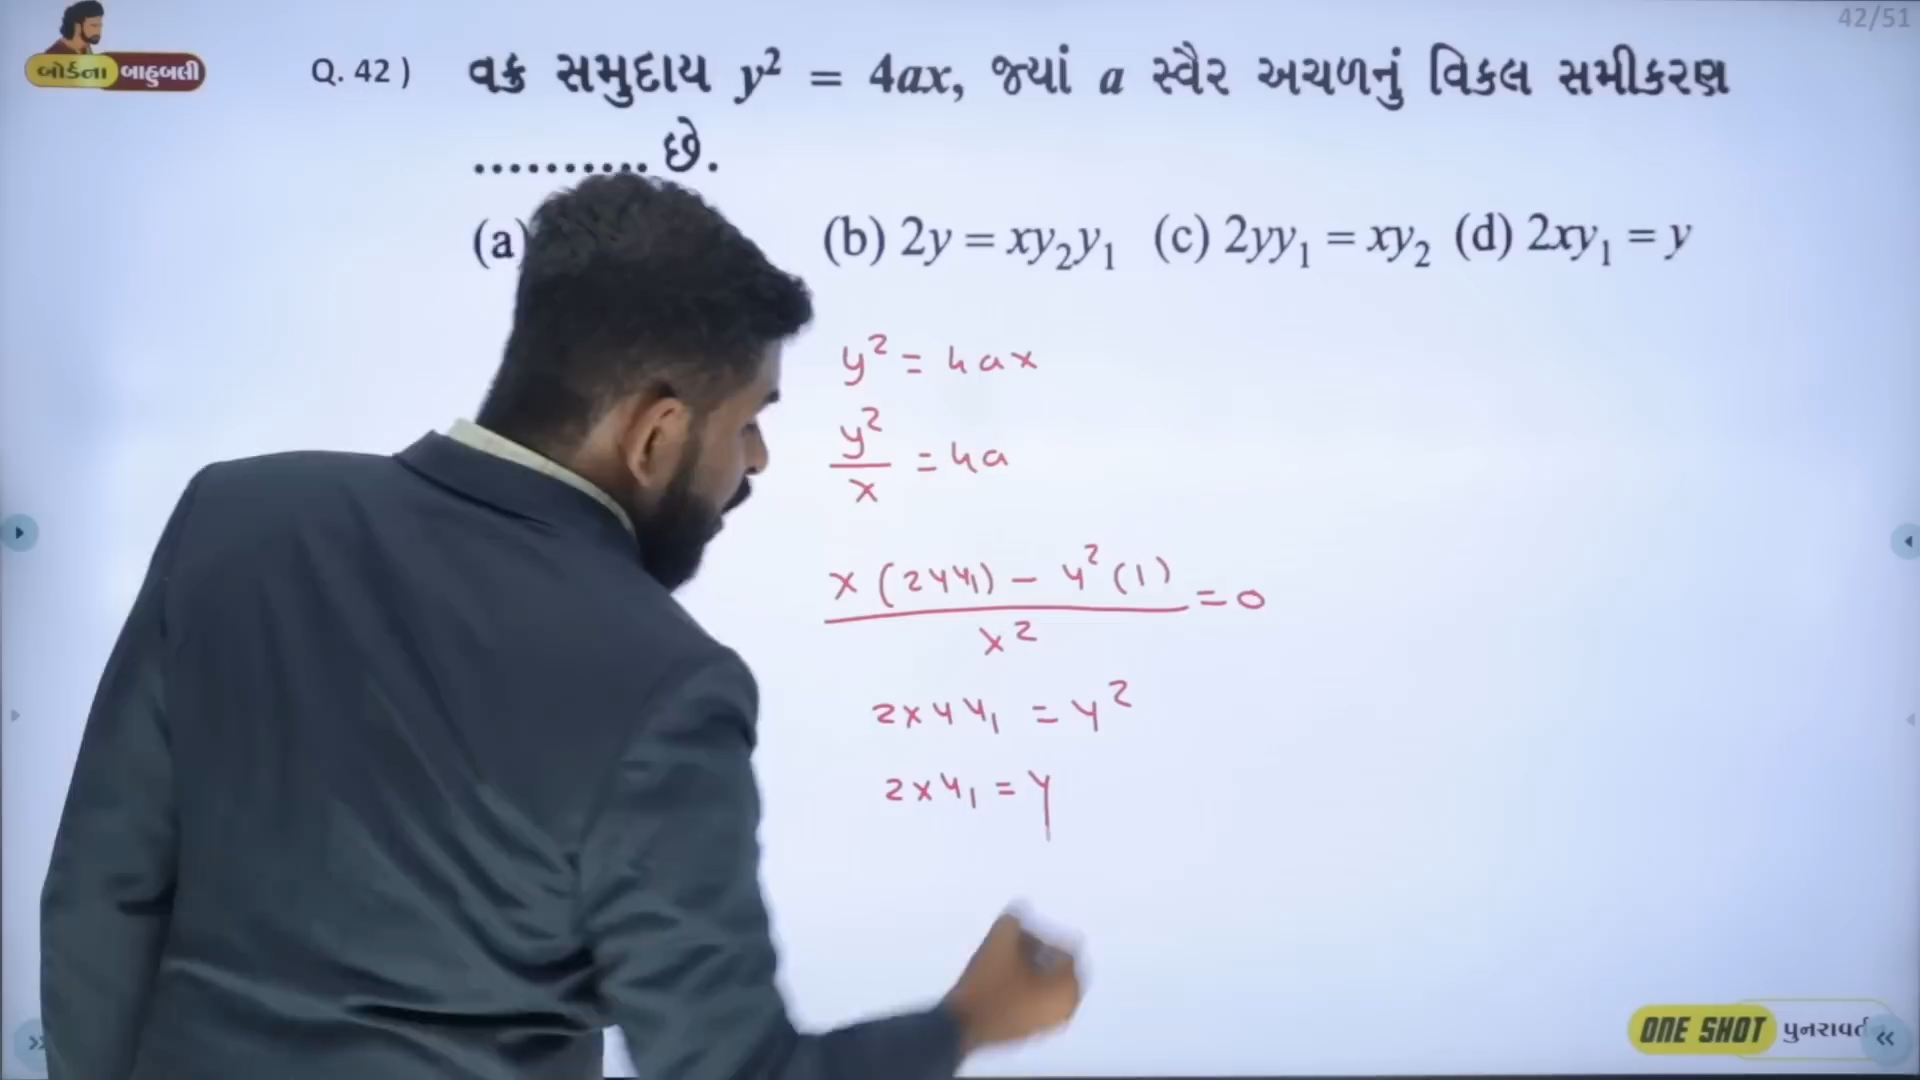 42/51
બોર્ડના બાહુબલી
Q. 42 ) વક્ર સમુદાય y² = 4ax, જ્યાં a સ્વૈર અચળનું વિકલ સમીકરણ
.......... છે.
(a) (b) 2y = xy₂y₁ (c) 2yy₁ = xy₂ (d) 2xy₁ = y
y² = 4ax
y²/x = 4a
x(2yy₁) – y²(1)/x² = 0
2xyy₁ = y²
2xy₁ = y
ONE SHOT